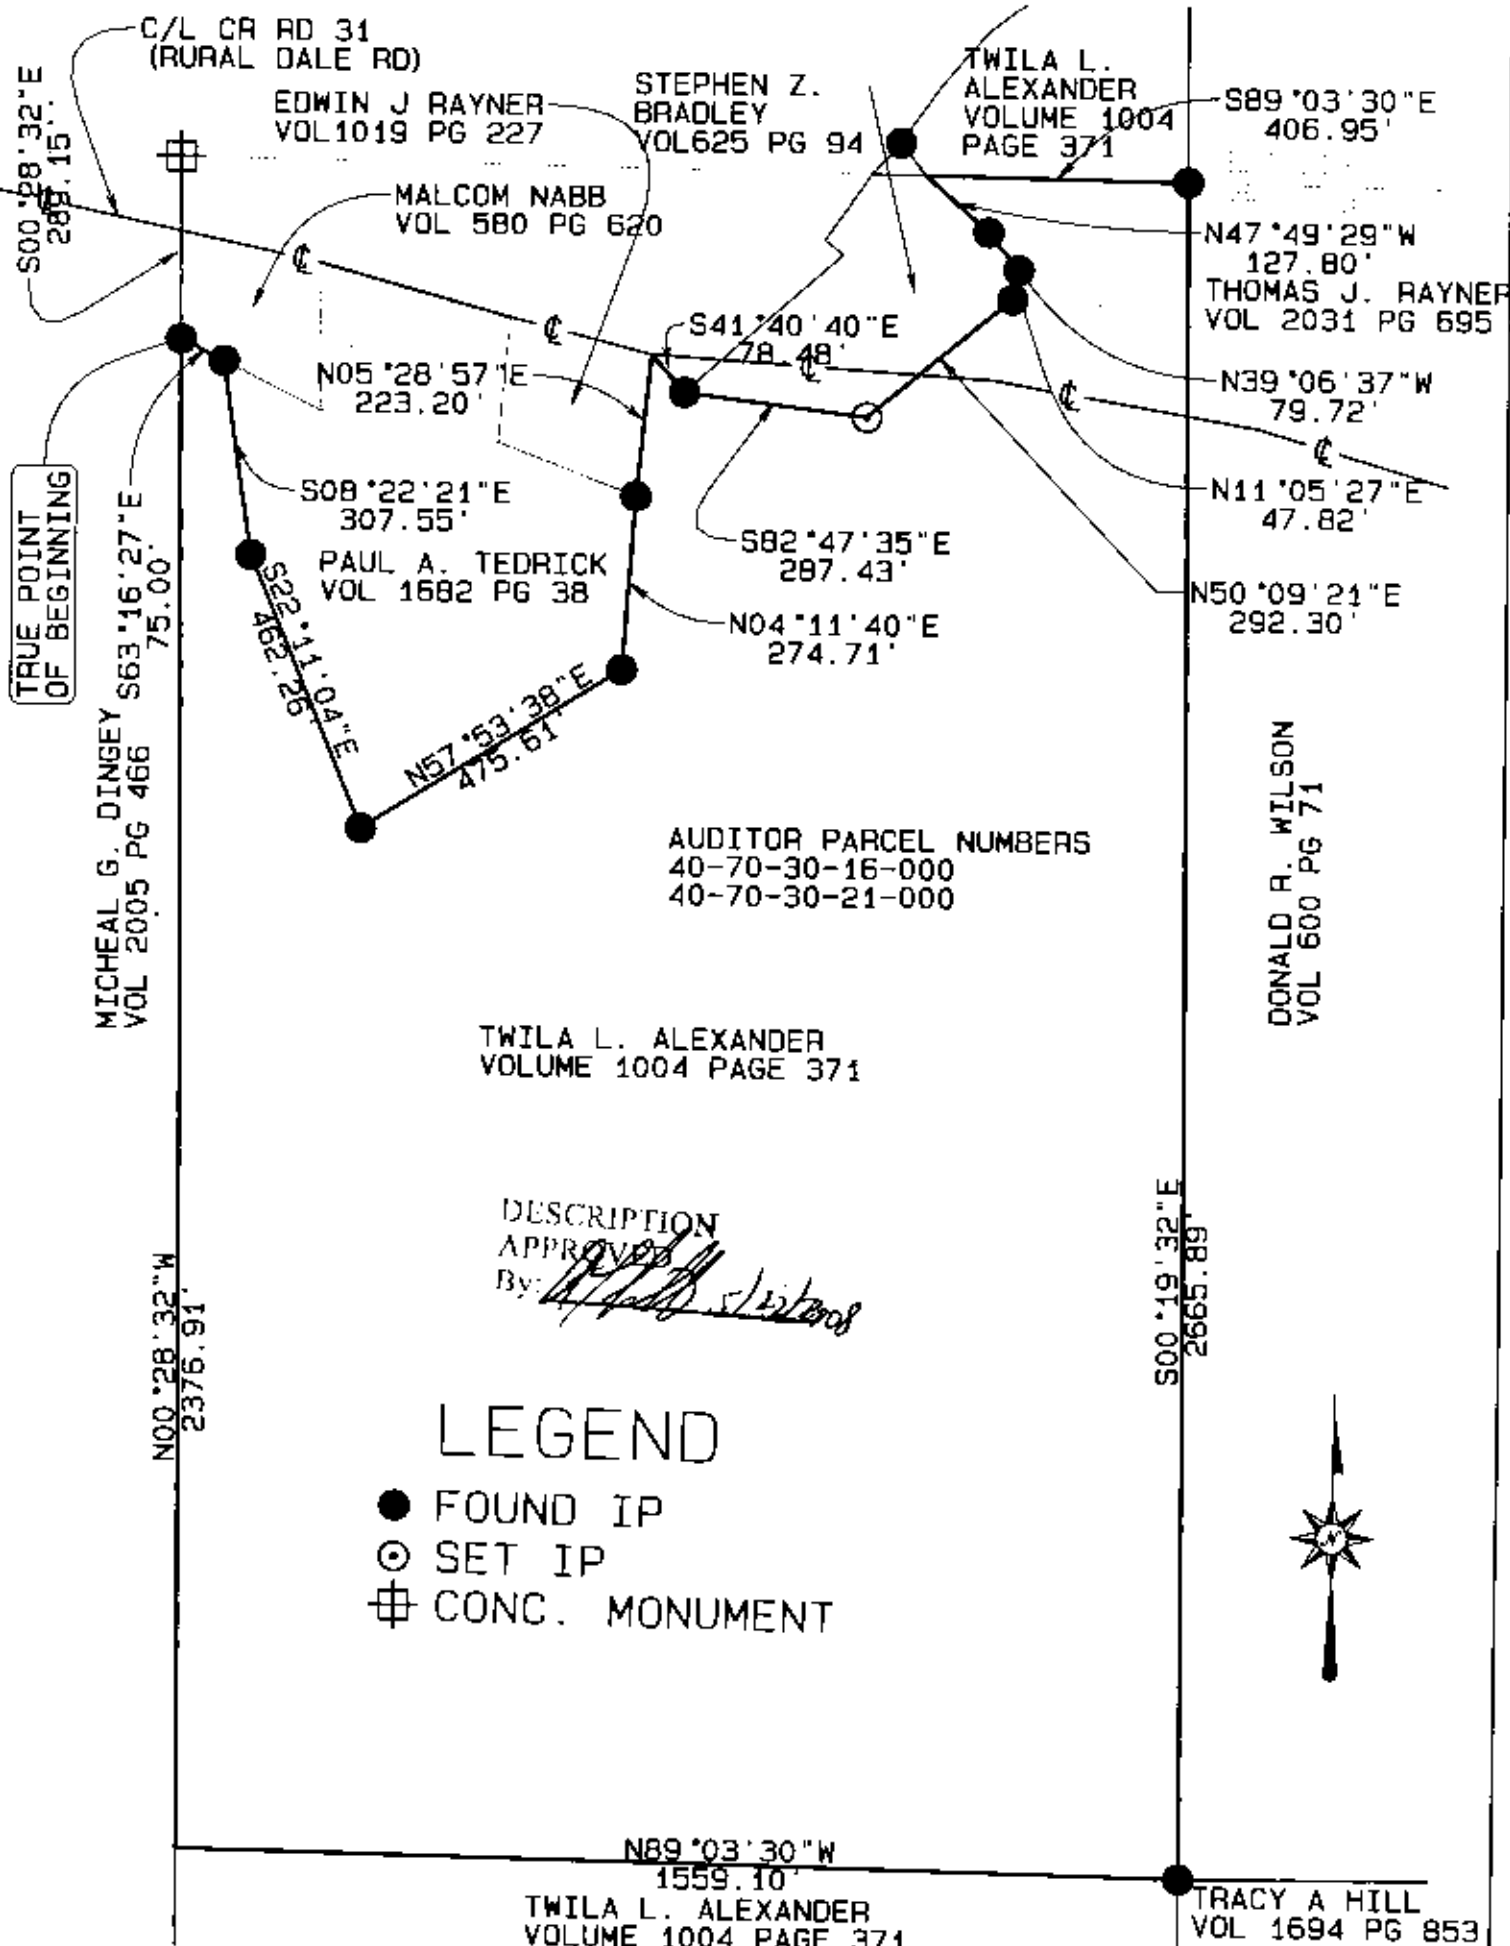 C/L CR RD 31
(RURAL DALE RD)
S00°28'32"E
289.15'
EDWIN J RAYNER
VOL1019 PG 227
STEPHEN Z.
BRADLEY
VOL625 PG 94
TWILA L.
ALEXANDER
VOLUME 1004
PAGE 371
S89°03'30"E
406.95'
MALCOM NABB
VOL 580 PG 620
N47°49'29"W
127.80'
THOMAS J. RAYNER
VOL 2031 PG 695
S41°40'40"E
78.48'
N05°28'57"E
223.20'
N39°06'37"W
79.72'
TRUE POINT
OF BEGINNING
S63°16'27"E
75.00'
S08°22'21"E
307.55'
N11°05'27"E
47.82'
S82°47'35"E
287.43'
PAUL A. TEDRICK
VOL 1682 PG 38
N50°09'21"E
292.30'
N04°11'40"E
274.71'
S22°11'04"E
462.26'
N57°53'38"E
475.61'
MICHEAL G. DINGEY
VOL 2005 PG 466
DONALD R. WILSON
VOL 600 PG 71
AUDITOR PARCEL NUMBERS
40-70-30-16-000
40-70-30-21-000
TWILA L. ALEXANDER
VOLUME 1004 PAGE 371
DESCRIPTION
APPROVED
By:
N00°28'32"W
2376.91'
S00°19'32"E
2665.89'
LEGEND
FOUND IP
SET IP
CONC. MONUMENT
N
N89°03'30"W
1559.10'
TWILA L. ALEXANDER
VOLUME 1004 PAGE 371
TRACY A HILL
VOL 1694 PG 853